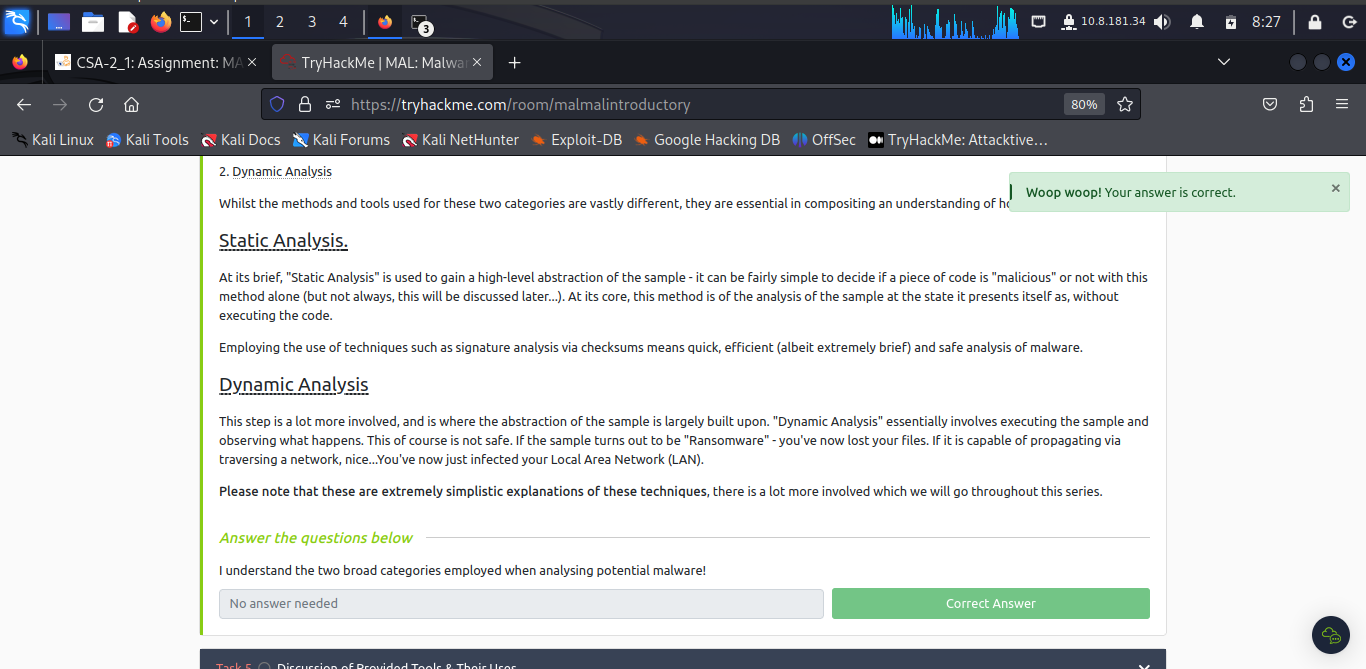 1 2 3 4
3
10.8.181.34
8:27
CSA-2_1: Assignment: MA
TryHackMe | MAL: Malwar
https://tryhackme.com/room/malmalintroductory
80%
Kali Linux Kali Tools Kali Docs Kali Forums Kali NetHunter Exploit-DB Google Hacking DB OffSec TryHackMe: Attacktive…
2. Dynamic Analysis
Woop woop! Your answer is correct.
Whilst the methods and tools used for these two categories are vastly different, they are essential in compositing an understanding of
Static Analysis.
At its brief, "Static Analysis" is used to gain a high-level abstraction of the sample - it can be fairly simple to decide if a piece of code is "malicious" or not with this
method alone (but not always, this will be discussed later...). At its core, this method is of the analysis of the sample at the state it presents itself as, without
executing the code.
Employing the use of techniques such as signature analysis via checksums means quick, efficient (albeit extremely brief) and safe analysis of malware.
Dynamic Analysis
This step is a lot more involved, and is where the abstraction of the sample is largely built upon. "Dynamic Analysis" essentially involves executing the sample and
observing what happens. This of course is not safe. If the sample turns out to be "Ransomware" - you've now lost your files. If it is capable of propagating via
traversing a network, nice...You've now just infected your Local Area Network (LAN).
Please note that these are extremely simplistic explanations of these techniques, there is a lot more involved which we will go throughout this series.
Answer the questions below
I understand the two broad categories employed when analysing potential malware!
No answer needed
Correct Answer
Task 5 Discussion of Provided Tools & Their Uses